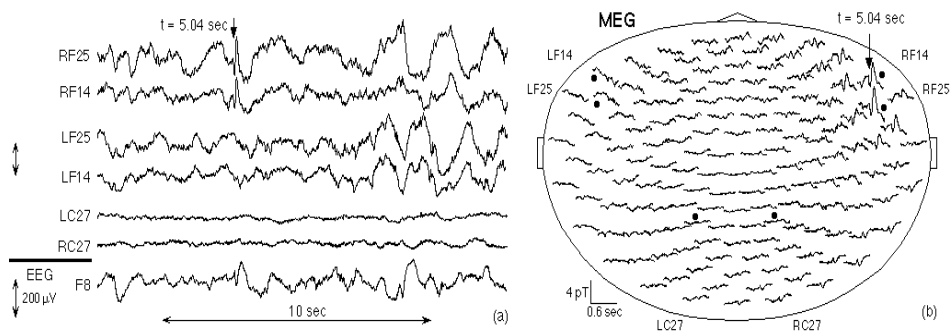 t = 5.04 sec
RF25
RF14
LF25
LF14
LC27
RC27
EEG
200 µV
F8
10 sec
(a)
MEG
t = 5.04 sec
LF14
RF14
LF25
RF25
4 pT
0.6 sec
LC27
RC27
(b)